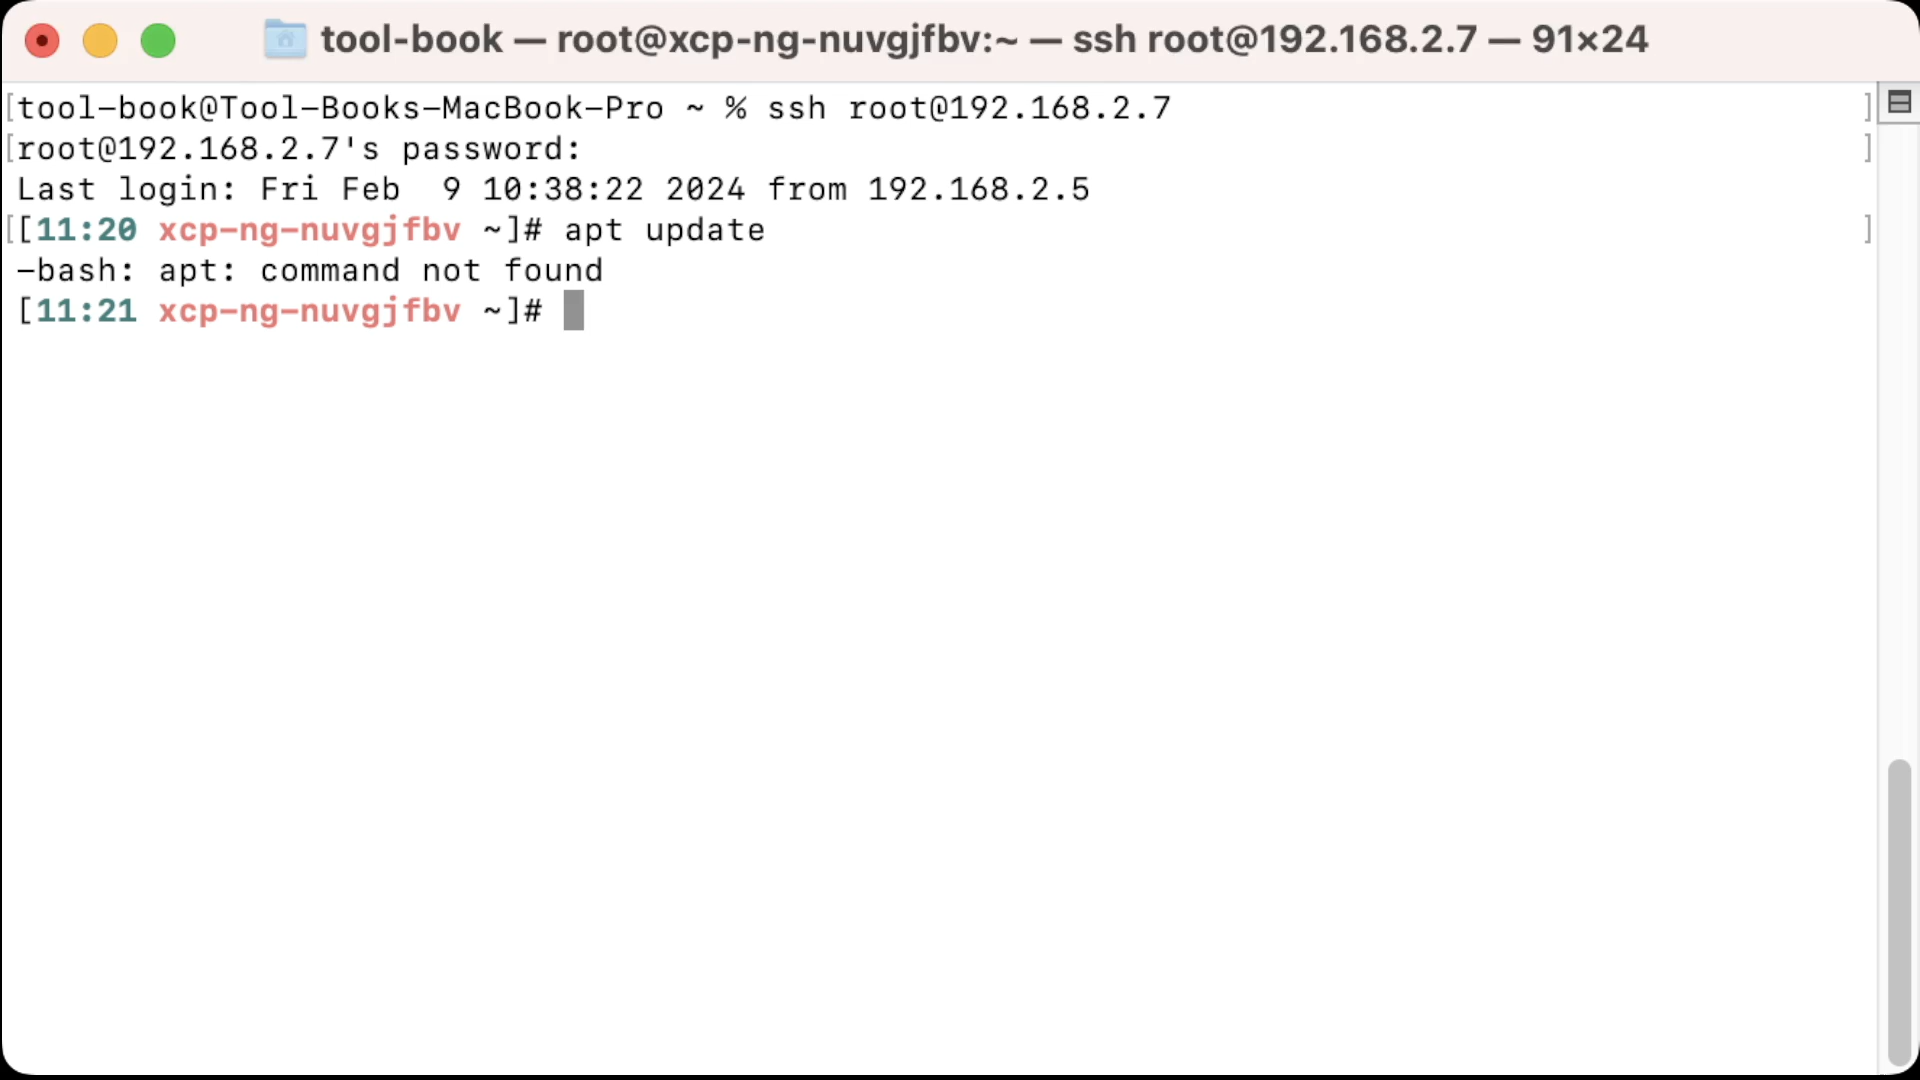 tool-book — root@xcp-ng-nuvgjfbv:~ — ssh root@192.168.2.7 — 91×24
[tool-book@Tool-Books-MacBook-Pro ~ % ssh root@192.168.2.7 ]
[root@192.168.2.7's password: ]
Last login: Fri Feb  9 10:38:22 2024 from 192.168.2.5
[[11:20 xcp-ng-nuvgjfbv ~]# apt update ]
-bash: apt: command not found
[11:21 xcp-ng-nuvgjfbv ~]#